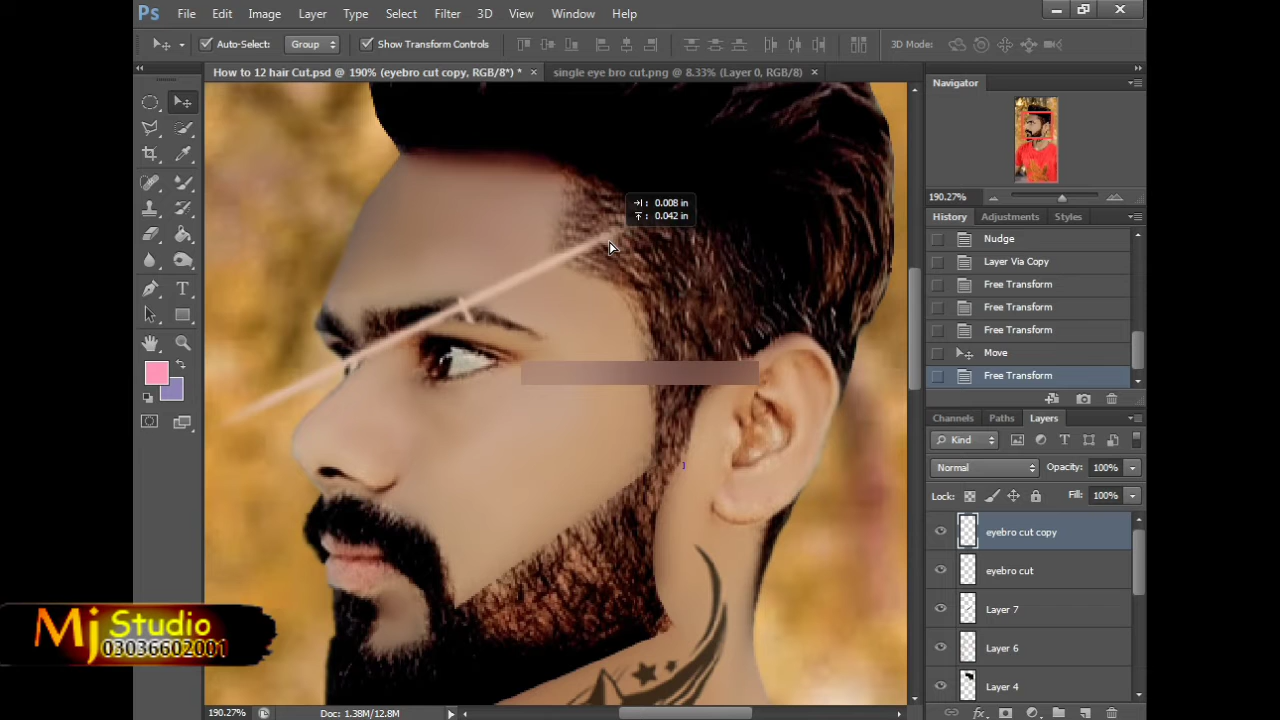 Ps File Edit Image Layer Type Select Filter 3D View Window Help
Auto-Select: Group Show Transform Controls 3D Mode:
How to 12 hair Cut.psd @ 190% (eyebro cut copy, RGB/8*) * × single eye bro cut.png @ 8.33% (Layer 0, RGB/8) ×
Navigator
190.27%
History Adjustments Styles
Nudge
Layer Via Copy
Free Transform
Free Transform
Free Transform
Move
Free Transform
Channels Paths Layers
Kind
Normal Opacity: 100%
Lock: Fill: 100%
eyebro cut copy
eyebro cut
Layer 7
Layer 6
Layer 4
0.008 in
0.042 in
Mj Studio
03036602001
190.27% Doc: 1.38M/12.8M